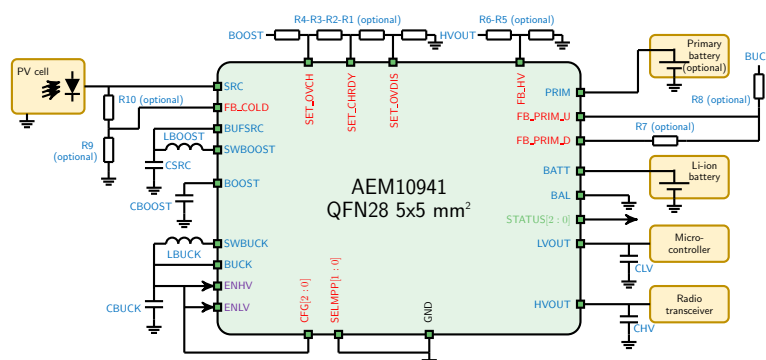 BOOST
R4-R3-R2-R1 (optional)
HVOUT
R6-R5 (optional)
Primary
battery
(optional)
BUC
PV cell
R10 (optional)
R9
(optional)
SRC
FB_COLD
BUFSRC
SWBOOST
BOOST
LBOOST
CSRC
CBOOST
SET_OVCH
SET_CHRDY
SET_OVDIS
FB_HV
PRIM
FB_PRIM_U
FB_PRIM_D
R8
(optional)
R7 (optional)
BATT
BAL
STATUS[2 : 0]
LVOUT
HVOUT
Li-ion
battery
AEM10941
QFN28 5x5 mm²
SWBUCK
BUCK
ENHV
ENLV
LBUCK
CBUCK
CFG[2 : 0]
SELMPP[1 : 0]
GND
Micro-
controller
CLV
Radio
transceiver
CHV